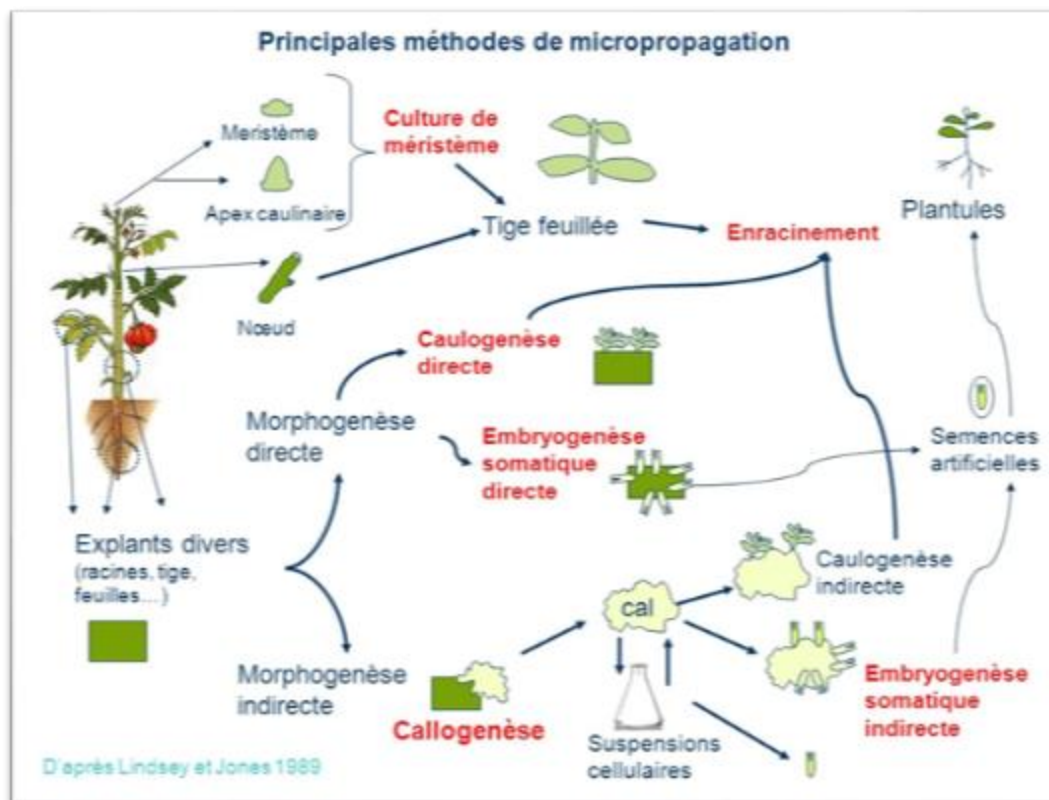 Principales méthodes de micropropagation
Meristème
Apex caulinaire
Culture de
méristème
Tige feuillée
Enracinement
Plantules
Nœud
Caulogenèse
directe
Morphogenèse
directe
Embryogenèse
somatique
directe
Semences
artificielles
Explants divers
(racines, tige,
feuilles...)
Caulogenèse
indirecte
cal
Morphogenèse
indirecte
Callogenèse
Suspensions
cellulaires
Embryogenèse
somatique
indirecte
D'après Lindsey et Jones 1989